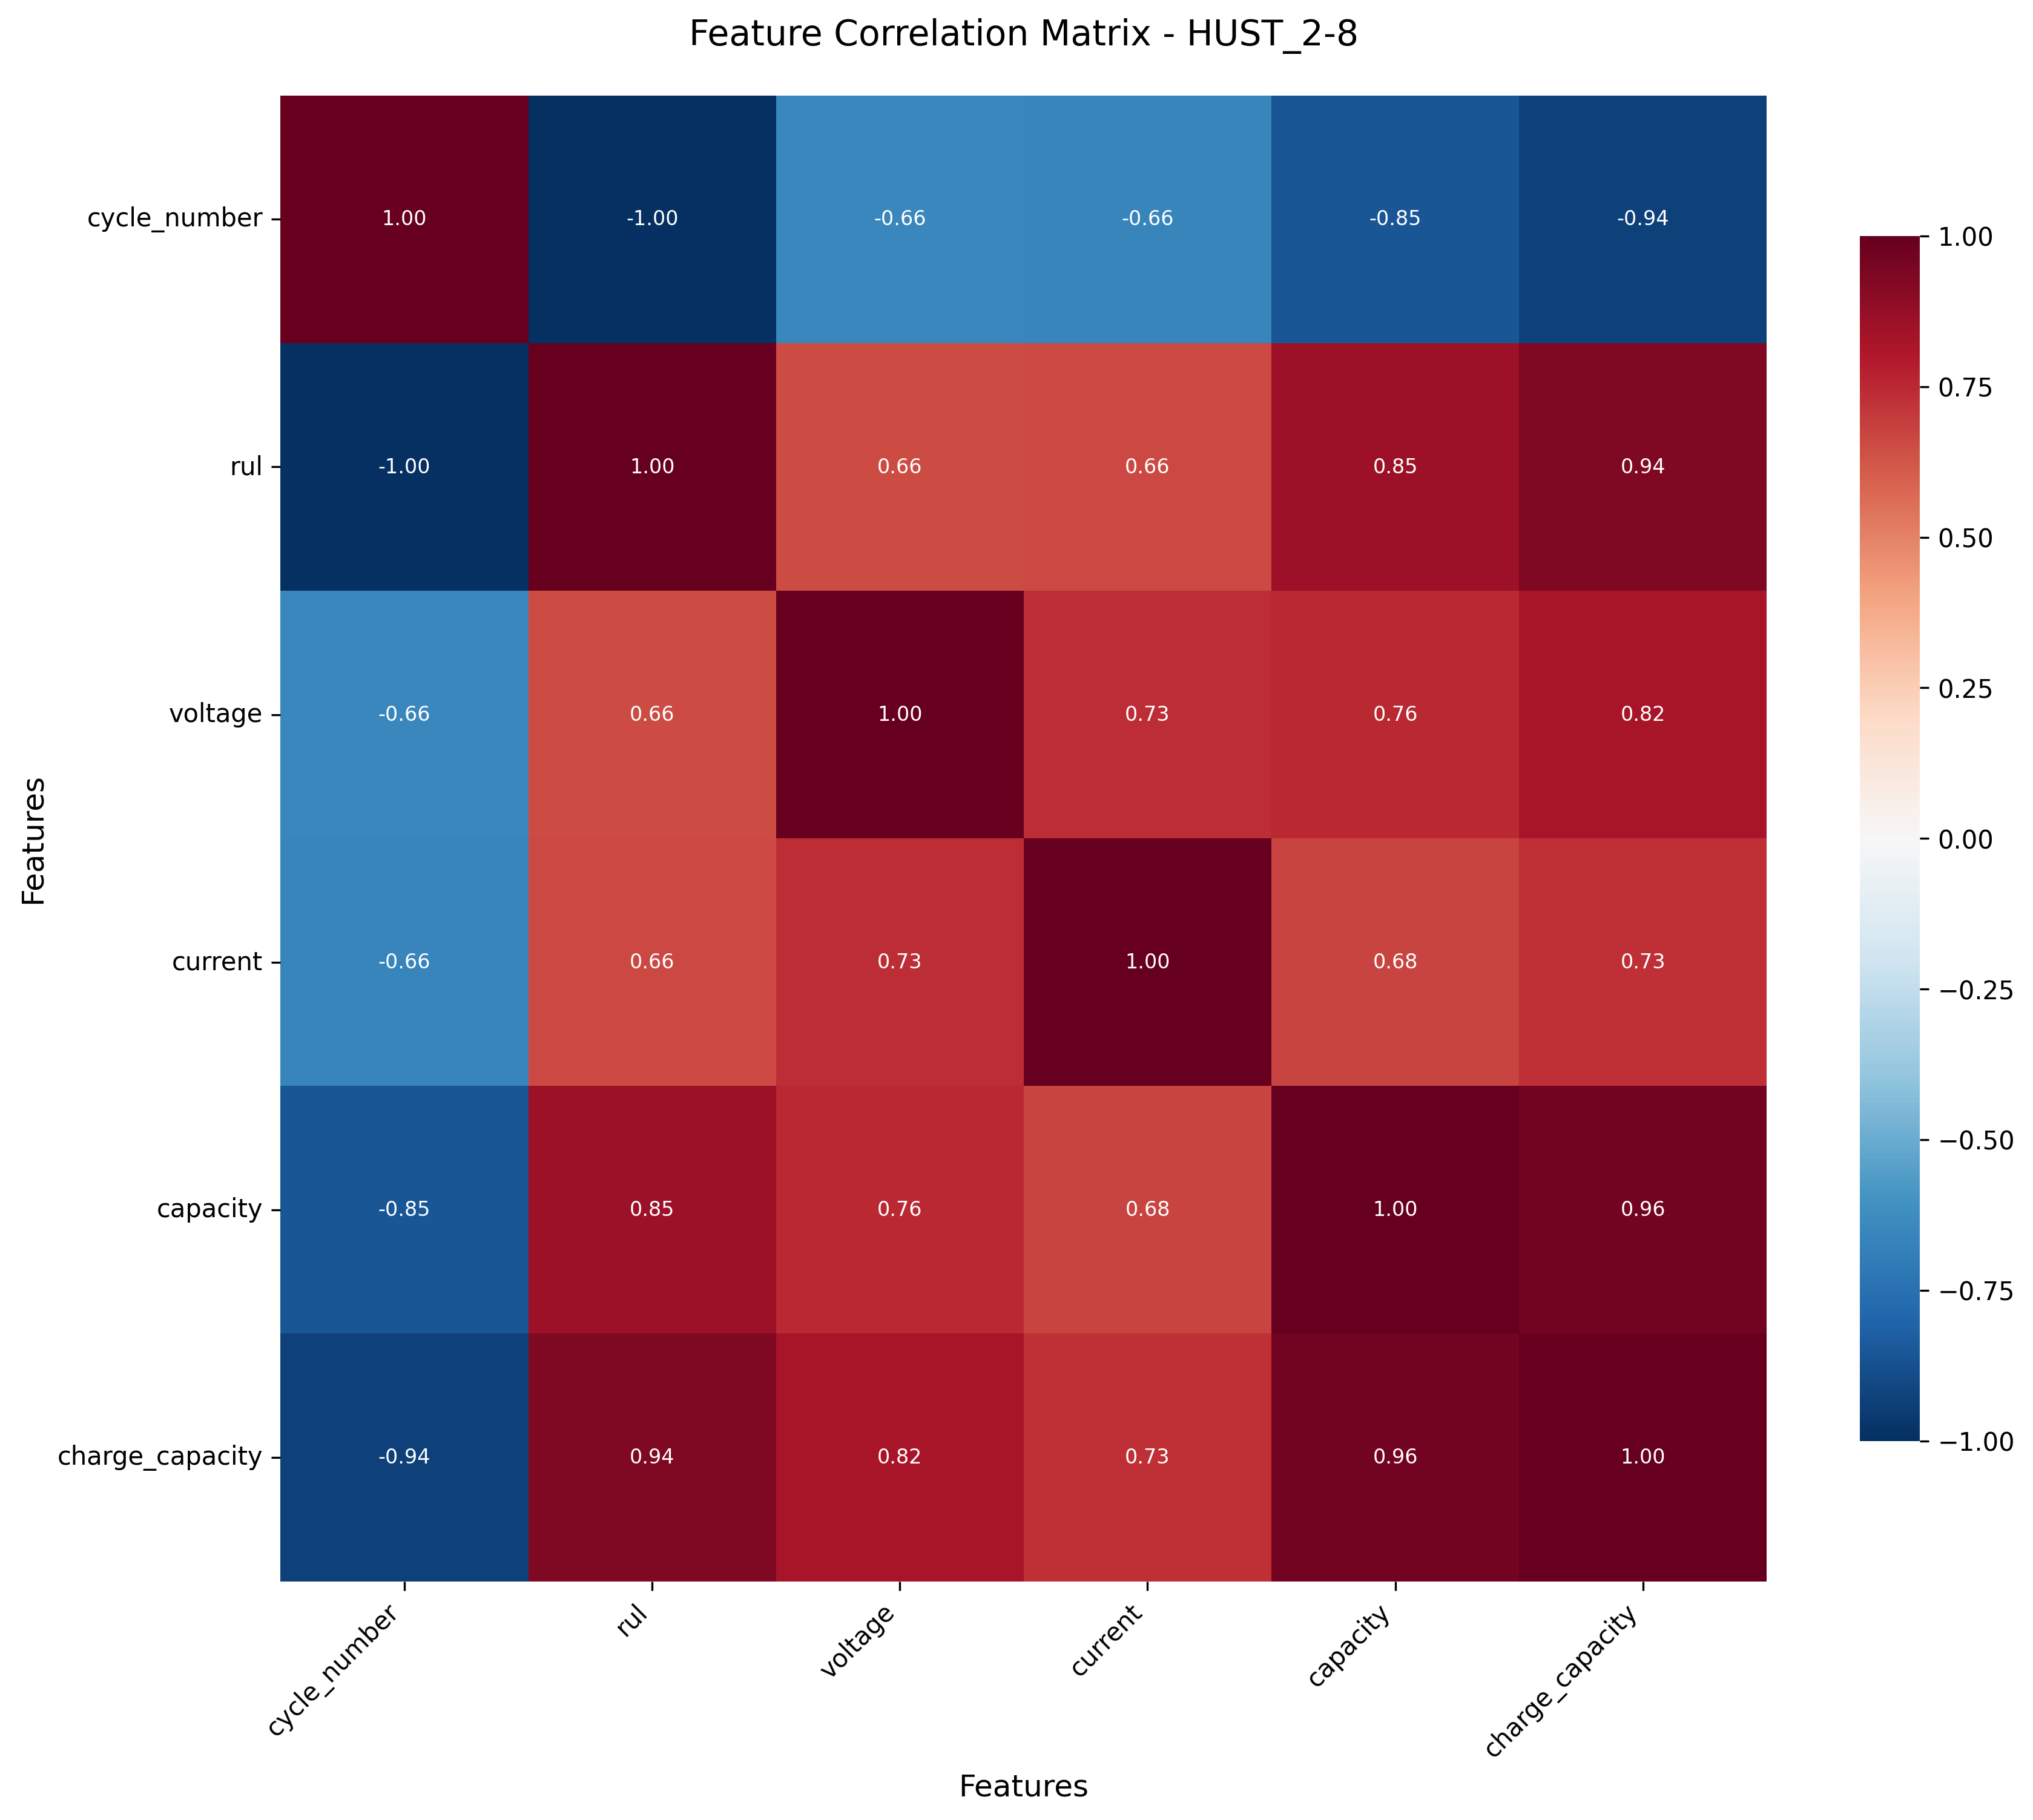 Feature Correlation Matrix - HUST_2-8
cycle_number 1.00 -1.00 -0.66 -0.66 -0.85 -0.94
rul -1.00 1.00 0.66 0.66 0.85 0.94
voltage -0.66 0.66 1.00 0.73 0.76 0.82
current -0.66 0.66 0.73 1.00 0.68 0.73
capacity -0.85 0.85 0.76 0.68 1.00 0.96
charge_capacity -0.94 0.94 0.82 0.73 0.96 1.00
Features
cycle_number rul voltage current capacity charge_capacity
Features
1.00
0.75
0.50
0.25
0.00
−0.25
−0.50
−0.75
−1.00